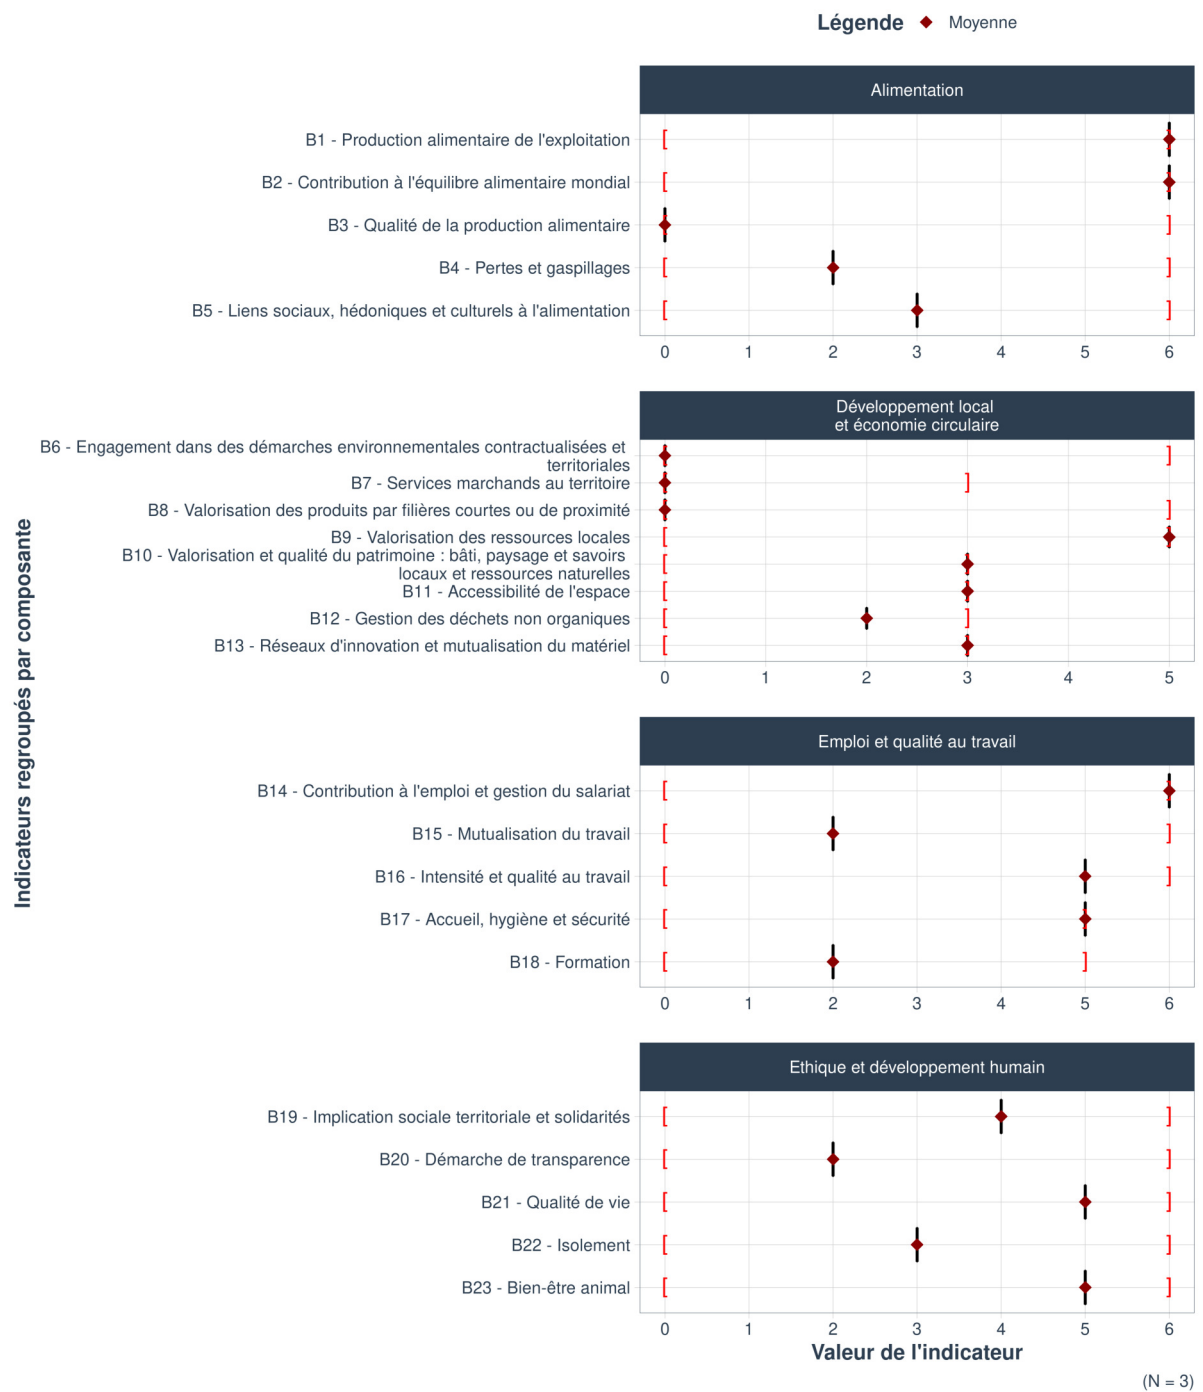 Légende Moyenne
Alimentation
B1 - Production alimentaire de l'exploitation
B2 - Contribution à l'équilibre alimentaire mondial
B3 - Qualité de la production alimentaire
B4 - Pertes et gaspillages
B5 - Liens sociaux, hédoniques et culturels à l'alimentation
0 1 2 3 4 5 6
Développement local
et économie circulaire
B6 - Engagement dans des démarches environnementales contractualisées et
territoriales
B7 - Services marchands au territoire
B8 - Valorisation des produits par filières courtes ou de proximité
B9 - Valorisation des ressources locales
B10 - Valorisation et qualité du patrimoine : bâti, paysage et savoirs
locaux et ressources naturelles
B11 - Accessibilité de l'espace
B12 - Gestion des déchets non organiques
B13 - Réseaux d'innovation et mutualisation du matériel
0 1 2 3 4 5
Indicateurs regroupés par composante
Emploi et qualité au travail
B14 - Contribution à l'emploi et gestion du salariat
B15 - Mutualisation du travail
B16 - Intensité et qualité au travail
B17 - Accueil, hygiène et sécurité
B18 - Formation
0 1 2 3 4 5 6
Ethique et développement humain
B19 - Implication sociale territoriale et solidarités
B20 - Démarche de transparence
B21 - Qualité de vie
B22 - Isolement
B23 - Bien-être animal
0 1 2 3 4 5 6
Valeur de l'indicateur
(N = 3)